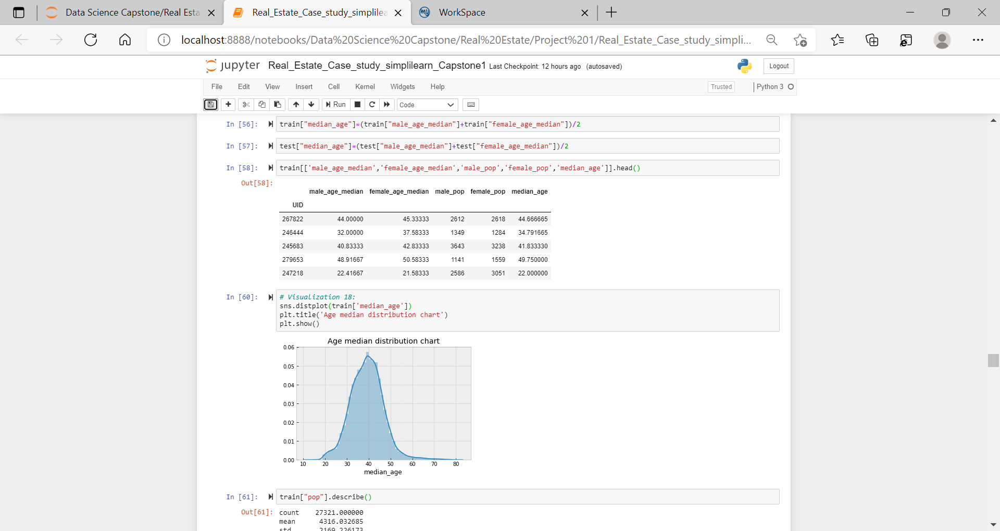 Data Science Capstone/Real Esta
Real_Estate_Case_study_simplilea
WorkSpace
localhost:8888/notebooks/Data%20Science%20Capstone/Real%20Estate/Project%201/Real_Estate_Case_study_simpli...
jupyter Real_Estate_Case_study_simplilearn_Capstone1 Last Checkpoint: 12 hours ago (autosaved)
Logout
File Edit View Insert Cell Kernel Widgets Help
Trusted Python 3
Run Code
In [56]: train["median_age"]=(train["male_age_median"]+train["female_age_median"])/2
In [57]: test["median_age"]=(test["male_age_median"]+test["female_age_median"])/2
In [58]: train[['male_age_median','female_age_median','male_pop','female_pop','median_age']].head()
Out[58]:
male_age_median female_age_median male_pop female_pop median_age
UID
267822 44.00000 45.33333 2612 2618 44.666665
246444 32.00000 37.58333 1349 1284 34.791665
245683 40.83333 42.83333 3643 3238 41.833330
279653 48.91667 50.58333 1141 1559 49.750000
247218 22.41667 21.58333 2586 3051 22.000000
In [60]: # Visualization 18:
sns.distplot(train['median_age'])
plt.title('Age median distribution chart')
plt.show()
Age median distribution chart
0.06
0.05
0.04
0.03
0.02
0.01
0.00
10 20 30 40 50 60 70 80
median_age
In [61]: train["pop"].describe()
Out[61]: count 27321.000000
mean 4316.032685
std 2169.226173